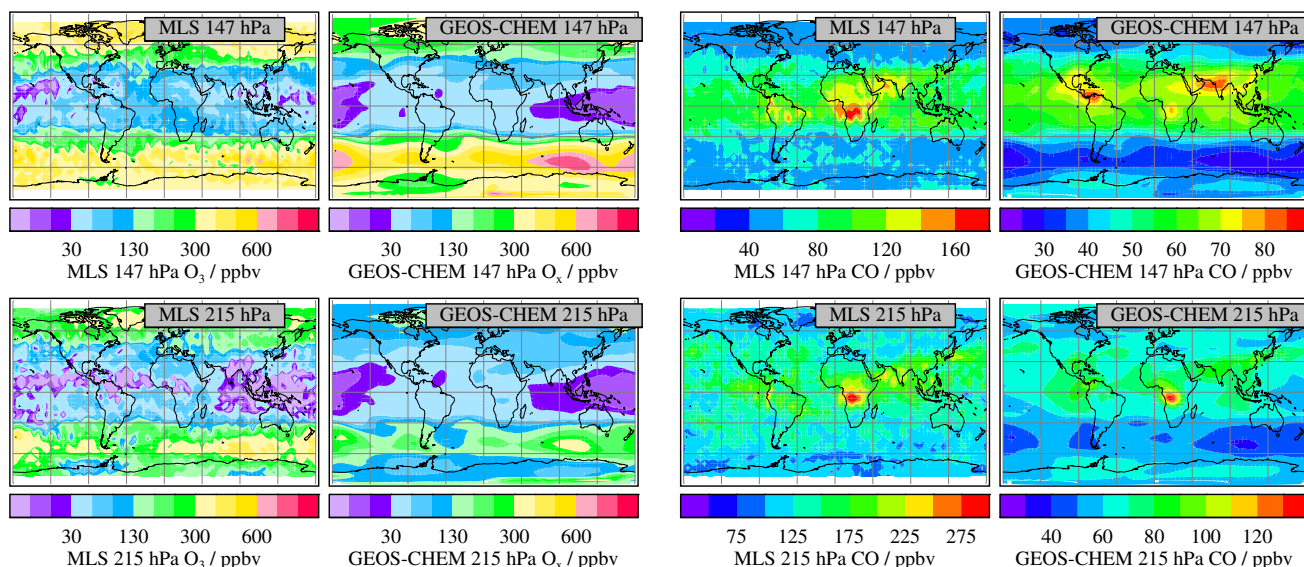 MLS 147 hPa
GEOS-CHEM 147 hPa
MLS 147 hPa
GEOS-CHEM 147 hPa
30 130 300 600
MLS 147 hPa O3 / ppbv
30 130 300 600
GEOS-CHEM 147 hPa Ox / ppbv
40 80 120 160
MLS 147 hPa CO / ppbv
30 40 50 60 70 80
GEOS-CHEM 147 hPa CO / ppbv
MLS 215 hPa
GEOS-CHEM 215 hPa
MLS 215 hPa
GEOS-CHEM 215 hPa
30 130 300 600
MLS 215 hPa O3 / ppbv
30 130 300 600
GEOS-CHEM 215 hPa Ox / ppbv
75 125 175 225 275
MLS 215 hPa CO / ppbv
40 60 80 100 120
GEOS-CHEM 215 hPa CO / ppbv